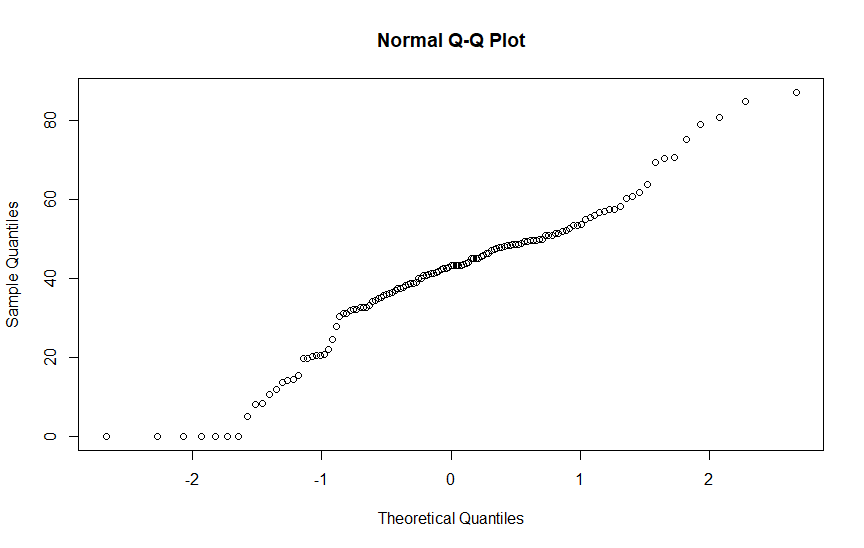 Normal Q-Q Plot
80
60
40
20
0
Sample Quantiles
-2 -1 0 1 2
Theoretical Quantiles